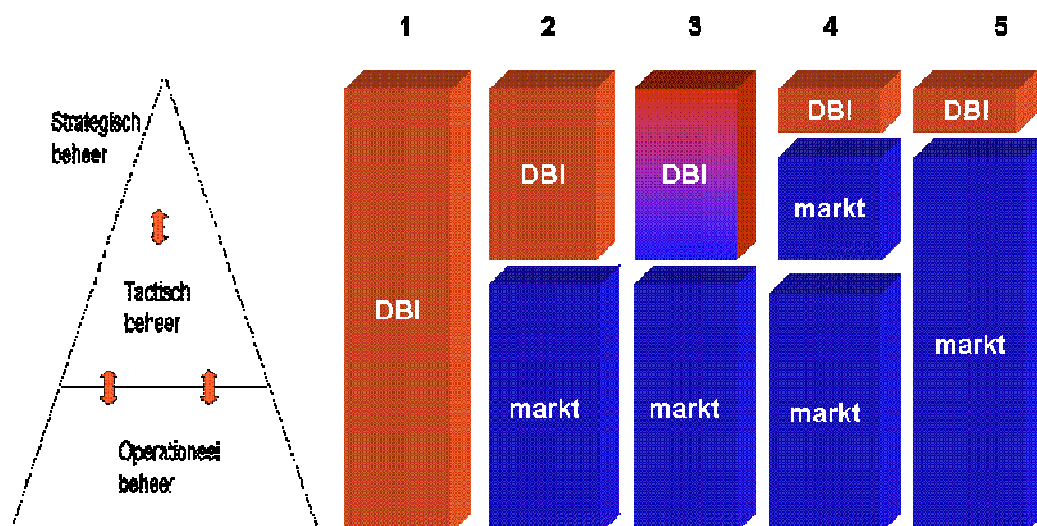 1 2 3 4 5
Strategisch
beheer
Tactisch
beheer
Operationeel
beheer
DBI
DBI
markt
DBI
markt
DBI
markt
markt
DBI
markt